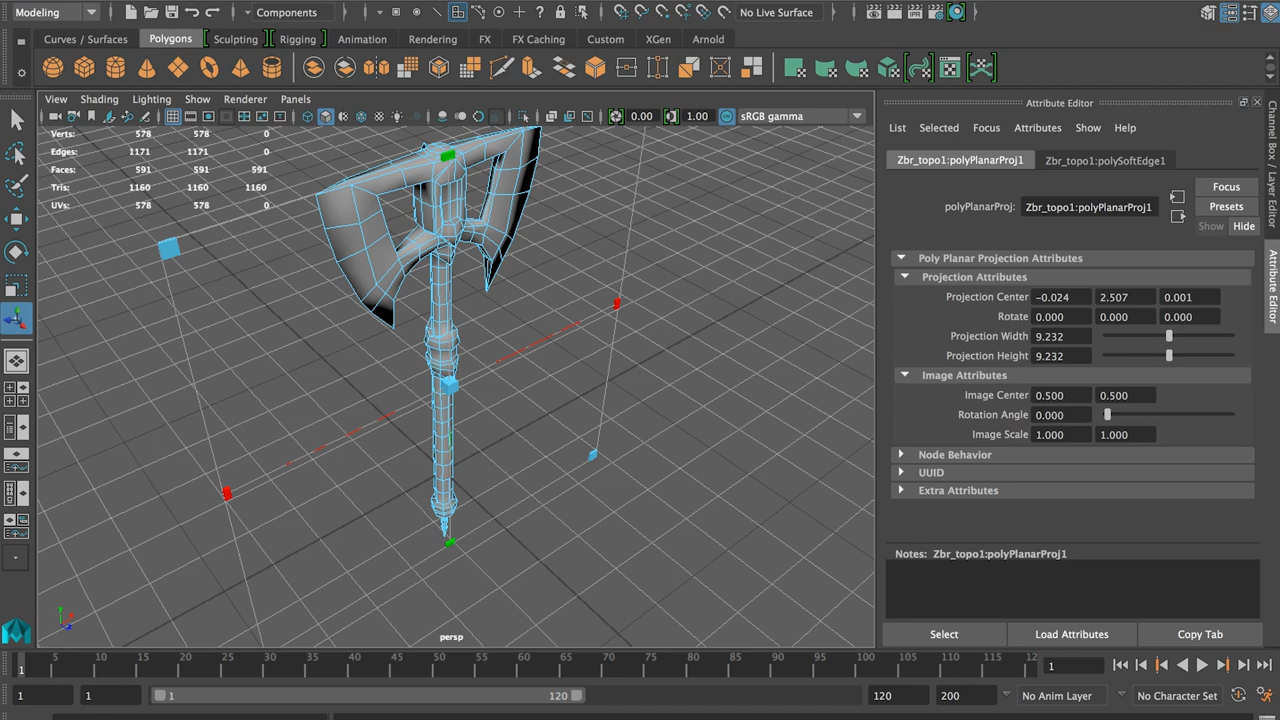 Modeling Components No Live Surface
Curves / Surfaces Polygons Sculpting Rigging Animation Rendering FX FX Caching Custom XGen Arnold
View Shading Lighting Show Renderer Panels
0.00 1.00 sRGB gamma
Verts: 578 578 0
Edges: 1171 1171 0
Faces: 591 591 591
Tris: 1160 1160 1160
UVs: 578 578 0
y
z
persp
Attribute Editor
List Selected Focus Attributes Show Help
Zbr_topo1:polyPlanarProj1 Zbr_topo1:polySoftEdge1
Focus
polyPlanarProj: Zbr_topo1:polyPlanarProj1 Presets
Show Hide
Poly Planar Projection Attributes
Projection Attributes
Projection Center -0.024 2.507 0.001
Rotate 0.000 0.000 0.000
Projection Width 9.232
Projection Height 9.232
Image Attributes
Image Center 0.500 0.500
Rotation Angle 0.000
Image Scale 1.000 1.000
Node Behavior
UUID
Extra Attributes
Notes: Zbr_topo1:polyPlanarProj1
Select Load Attributes Copy Tab
Channel Box / Layer Editor
Attribute Editor
5 10 15 20 25 30 35 40 45 50 55 60 65 70 75 80 85 90 95 100 105 110 115 12
1 1
1 1 1 120 120 200 No Anim Layer No Character Set